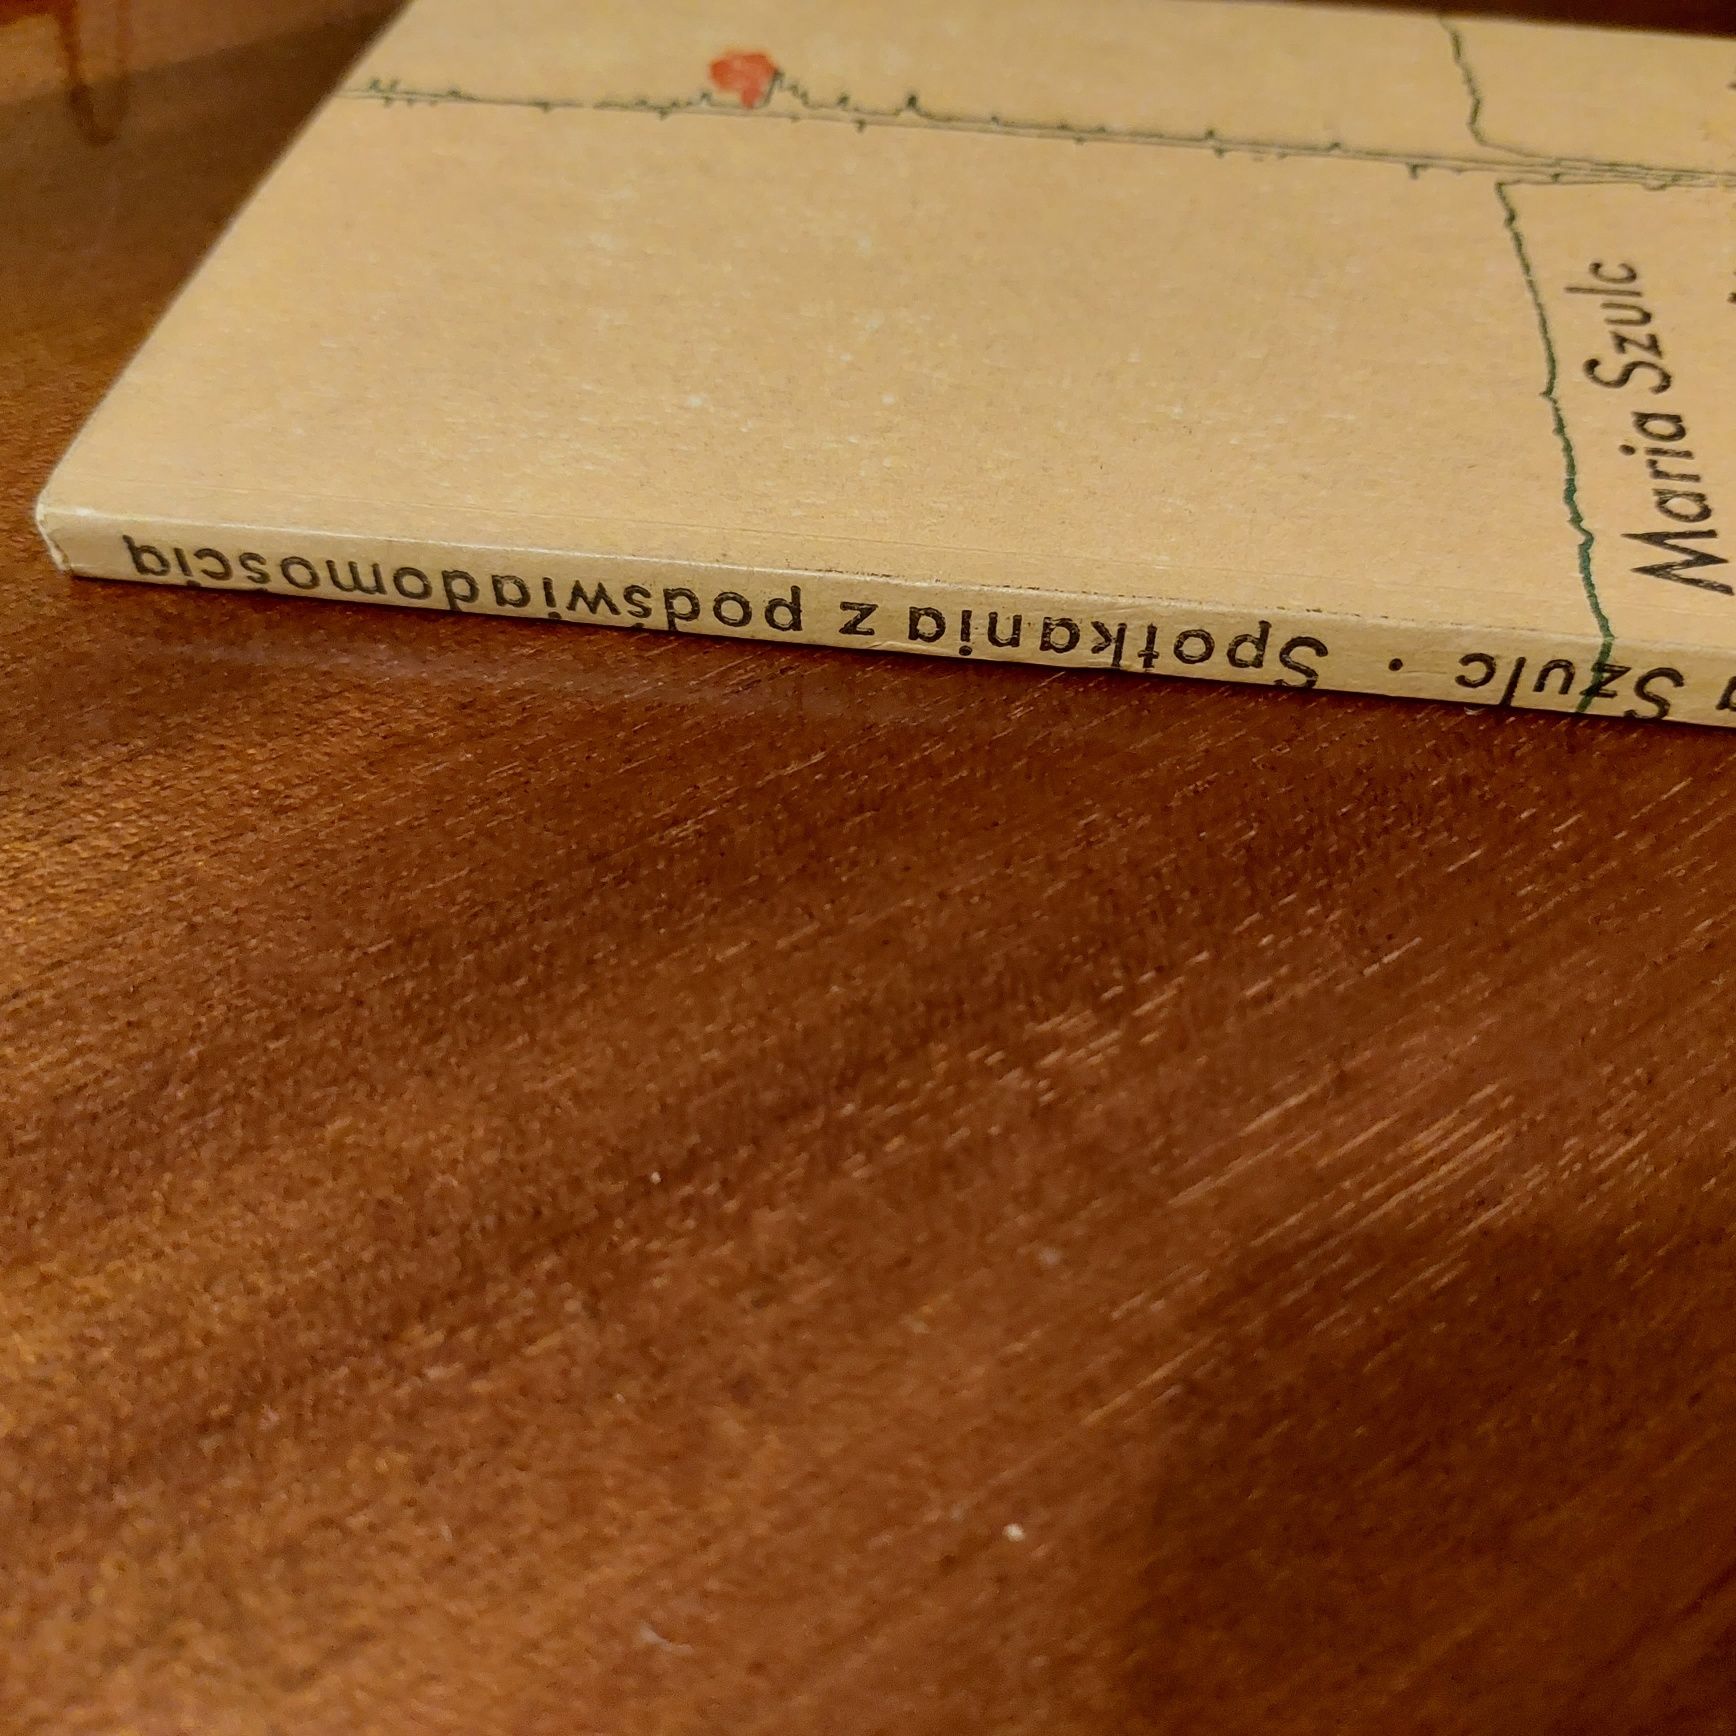 Maria Szulc
a Szulc · Spotkania z podświadomością